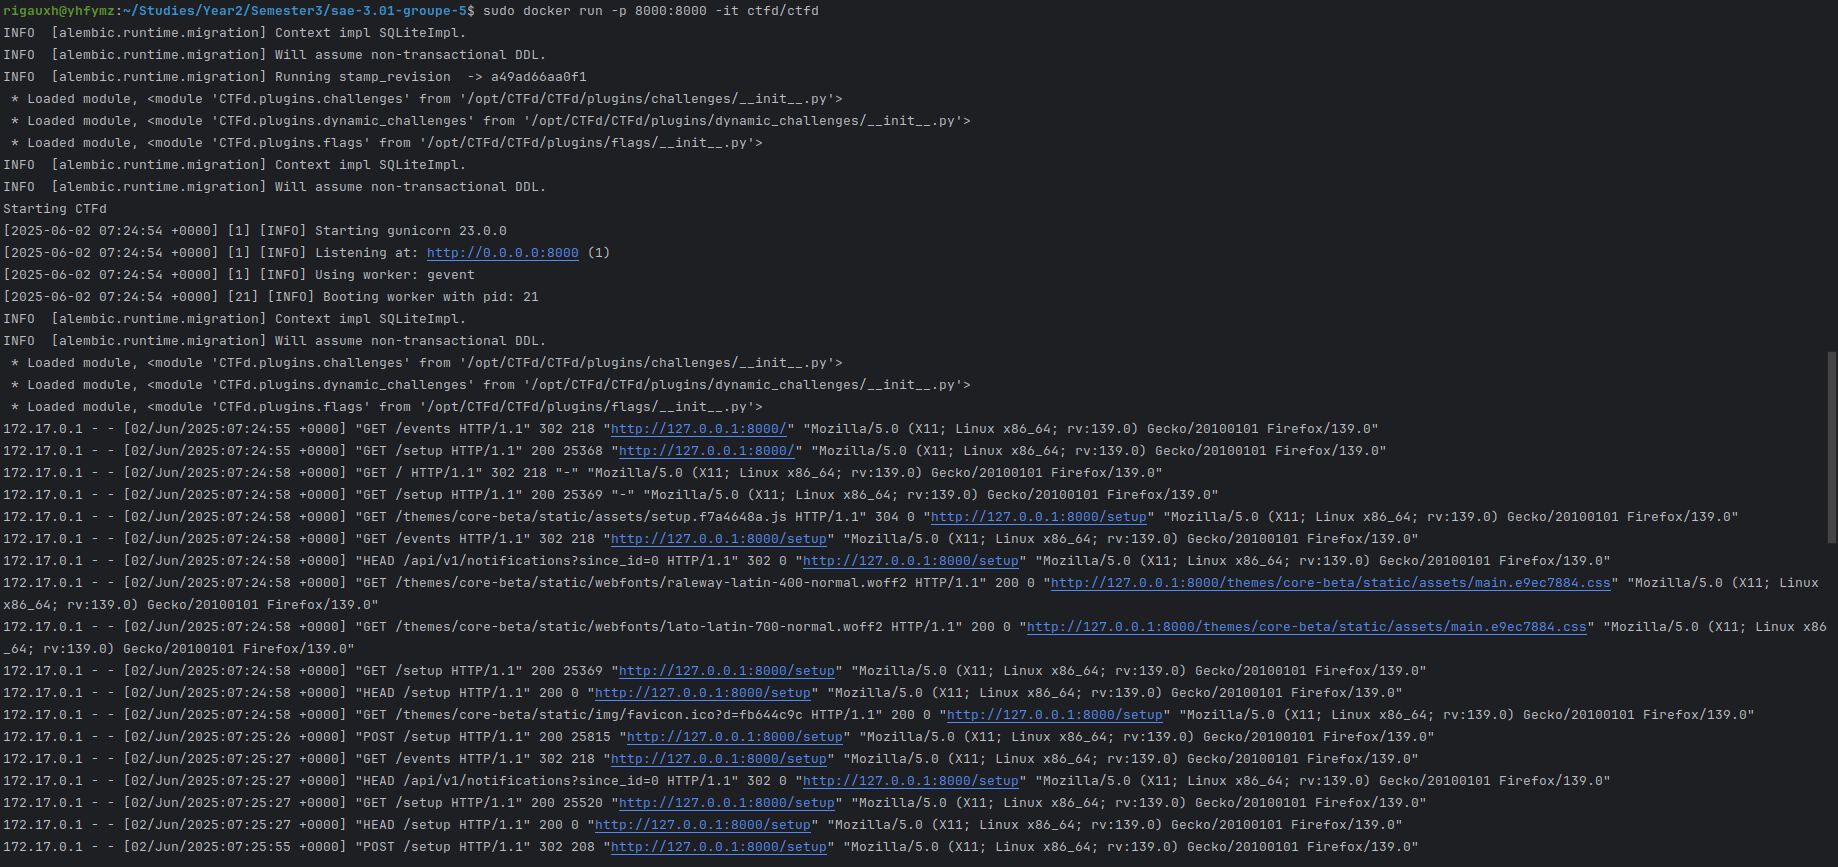 rigauxh@yhfymz:~/Studies/Year2/Semester3/sae-3.01-groupe-5$ sudo docker run -p 8000:8000 -it ctfd/ctfd
INFO  [alembic.runtime.migration] Context impl SQLiteImpl.
INFO  [alembic.runtime.migration] Will assume non-transactional DDL.
INFO  [alembic.runtime.migration] Running stamp_revision  -> a49ad66aa0f1
 * Loaded module, <module 'CTFd.plugins.challenges' from '/opt/CTFd/CTFd/plugins/challenges/__init__.py'>
 * Loaded module, <module 'CTFd.plugins.dynamic_challenges' from '/opt/CTFd/CTFd/plugins/dynamic_challenges/__init__.py'>
 * Loaded module, <module 'CTFd.plugins.flags' from '/opt/CTFd/CTFd/plugins/flags/__init__.py'>
INFO  [alembic.runtime.migration] Context impl SQLiteImpl.
INFO  [alembic.runtime.migration] Will assume non-transactional DDL.
Starting CTFd
[2025-06-02 07:24:54 +0000] [1] [INFO] Starting gunicorn 23.0.0
[2025-06-02 07:24:54 +0000] [1] [INFO] Listening at: http://0.0.0.0:8000 (1)
[2025-06-02 07:24:54 +0000] [1] [INFO] Using worker: gevent
[2025-06-02 07:24:54 +0000] [21] [INFO] Booting worker with pid: 21
INFO  [alembic.runtime.migration] Context impl SQLiteImpl.
INFO  [alembic.runtime.migration] Will assume non-transactional DDL.
 * Loaded module, <module 'CTFd.plugins.challenges' from '/opt/CTFd/CTFd/plugins/challenges/__init__.py'>
 * Loaded module, <module 'CTFd.plugins.dynamic_challenges' from '/opt/CTFd/CTFd/plugins/dynamic_challenges/__init__.py'>
 * Loaded module, <module 'CTFd.plugins.flags' from '/opt/CTFd/CTFd/plugins/flags/__init__.py'>
172.17.0.1 - - [02/Jun/2025:07:24:55 +0000] "GET /events HTTP/1.1" 302 218 "http://127.0.0.1:8000/" "Mozilla/5.0 (X11; Linux x86_64; rv:139.0) Gecko/20100101 Firefox/139.0"
172.17.0.1 - - [02/Jun/2025:07:24:55 +0000] "GET /setup HTTP/1.1" 200 25368 "http://127.0.0.1:8000/" "Mozilla/5.0 (X11; Linux x86_64; rv:139.0) Gecko/20100101 Firefox/139.0"
172.17.0.1 - - [02/Jun/2025:07:24:58 +0000] "GET / HTTP/1.1" 302 218 "-" "Mozilla/5.0 (X11; Linux x86_64; rv:139.0) Gecko/20100101 Firefox/139.0"
172.17.0.1 - - [02/Jun/2025:07:24:58 +0000] "GET /setup HTTP/1.1" 200 25369 "-" "Mozilla/5.0 (X11; Linux x86_64; rv:139.0) Gecko/20100101 Firefox/139.0"
172.17.0.1 - - [02/Jun/2025:07:24:58 +0000] "GET /themes/core-beta/static/assets/setup.f7a4648a.js HTTP/1.1" 304 0 "http://127.0.0.1:8000/setup" "Mozilla/5.0 (X11; Linux x86_64; rv:139.0) Gecko/20100101 Firefox/139.0"
172.17.0.1 - - [02/Jun/2025:07:24:58 +0000] "GET /events HTTP/1.1" 302 218 "http://127.0.0.1:8000/setup" "Mozilla/5.0 (X11; Linux x86_64; rv:139.0) Gecko/20100101 Firefox/139.0"
172.17.0.1 - - [02/Jun/2025:07:24:58 +0000] "HEAD /api/v1/notifications?since_id=0 HTTP/1.1" 302 0 "http://127.0.0.1:8000/setup" "Mozilla/5.0 (X11; Linux x86_64; rv:139.0) Gecko/20100101 Firefox/139.0"
172.17.0.1 - - [02/Jun/2025:07:24:58 +0000] "GET /themes/core-beta/static/webfonts/raleway-latin-400-normal.woff2 HTTP/1.1" 200 0 "http://127.0.0.1:8000/themes/core-beta/static/assets/main.e9ec7884.css" "Mozilla/5.0 (X11; Linux
x86_64; rv:139.0) Gecko/20100101 Firefox/139.0"
172.17.0.1 - - [02/Jun/2025:07:24:58 +0000] "GET /themes/core-beta/static/webfonts/lato-latin-700-normal.woff2 HTTP/1.1" 200 0 "http://127.0.0.1:8000/themes/core-beta/static/assets/main.e9ec7884.css" "Mozilla/5.0 (X11; Linux x86
_64; rv:139.0) Gecko/20100101 Firefox/139.0"
172.17.0.1 - - [02/Jun/2025:07:24:58 +0000] "GET /setup HTTP/1.1" 200 25369 "http://127.0.0.1:8000/setup" "Mozilla/5.0 (X11; Linux x86_64; rv:139.0) Gecko/20100101 Firefox/139.0"
172.17.0.1 - - [02/Jun/2025:07:24:58 +0000] "HEAD /setup HTTP/1.1" 200 0 "http://127.0.0.1:8000/setup" "Mozilla/5.0 (X11; Linux x86_64; rv:139.0) Gecko/20100101 Firefox/139.0"
172.17.0.1 - - [02/Jun/2025:07:24:58 +0000] "GET /themes/core-beta/static/img/favicon.ico?d=fb644c9c HTTP/1.1" 200 0 "http://127.0.0.1:8000/setup" "Mozilla/5.0 (X11; Linux x86_64; rv:139.0) Gecko/20100101 Firefox/139.0"
172.17.0.1 - - [02/Jun/2025:07:25:26 +0000] "POST /setup HTTP/1.1" 200 25815 "http://127.0.0.1:8000/setup" "Mozilla/5.0 (X11; Linux x86_64; rv:139.0) Gecko/20100101 Firefox/139.0"
172.17.0.1 - - [02/Jun/2025:07:25:27 +0000] "GET /events HTTP/1.1" 302 218 "http://127.0.0.1:8000/setup" "Mozilla/5.0 (X11; Linux x86_64; rv:139.0) Gecko/20100101 Firefox/139.0"
172.17.0.1 - - [02/Jun/2025:07:25:27 +0000] "HEAD /api/v1/notifications?since_id=0 HTTP/1.1" 302 0 "http://127.0.0.1:8000/setup" "Mozilla/5.0 (X11; Linux x86_64; rv:139.0) Gecko/20100101 Firefox/139.0"
172.17.0.1 - - [02/Jun/2025:07:25:27 +0000] "GET /setup HTTP/1.1" 200 25520 "http://127.0.0.1:8000/setup" "Mozilla/5.0 (X11; Linux x86_64; rv:139.0) Gecko/20100101 Firefox/139.0"
172.17.0.1 - - [02/Jun/2025:07:25:27 +0000] "HEAD /setup HTTP/1.1" 200 0 "http://127.0.0.1:8000/setup" "Mozilla/5.0 (X11; Linux x86_64; rv:139.0) Gecko/20100101 Firefox/139.0"
172.17.0.1 - - [02/Jun/2025:07:25:55 +0000] "POST /setup HTTP/1.1" 302 208 "http://127.0.0.1:8000/setup" "Mozilla/5.0 (X11; Linux x86_64; rv:139.0) Gecko/20100101 Firefox/139.0"